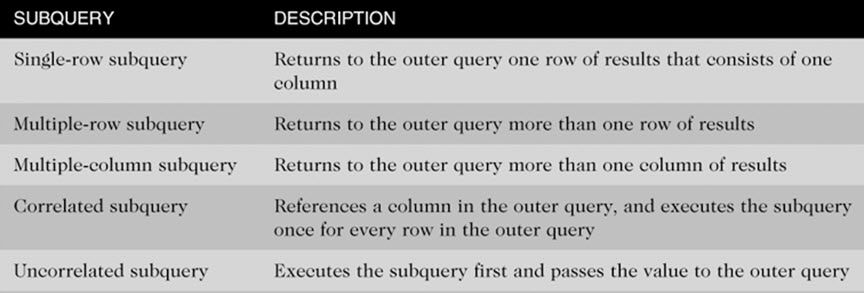 SUBQUERY DESCRIPTION
Single-row subquery Returns to the outer query one row of results that consists of one
column
Multiple-row subquery Returns to the outer query more than one row of results
Multiple-column subquery Returns to the outer query more than one column of results
Correlated subquery References a column in the outer query, and executes the subquery
once for every row in the outer query
Uncorrelated subquery Executes the subquery first and passes the value to the outer query